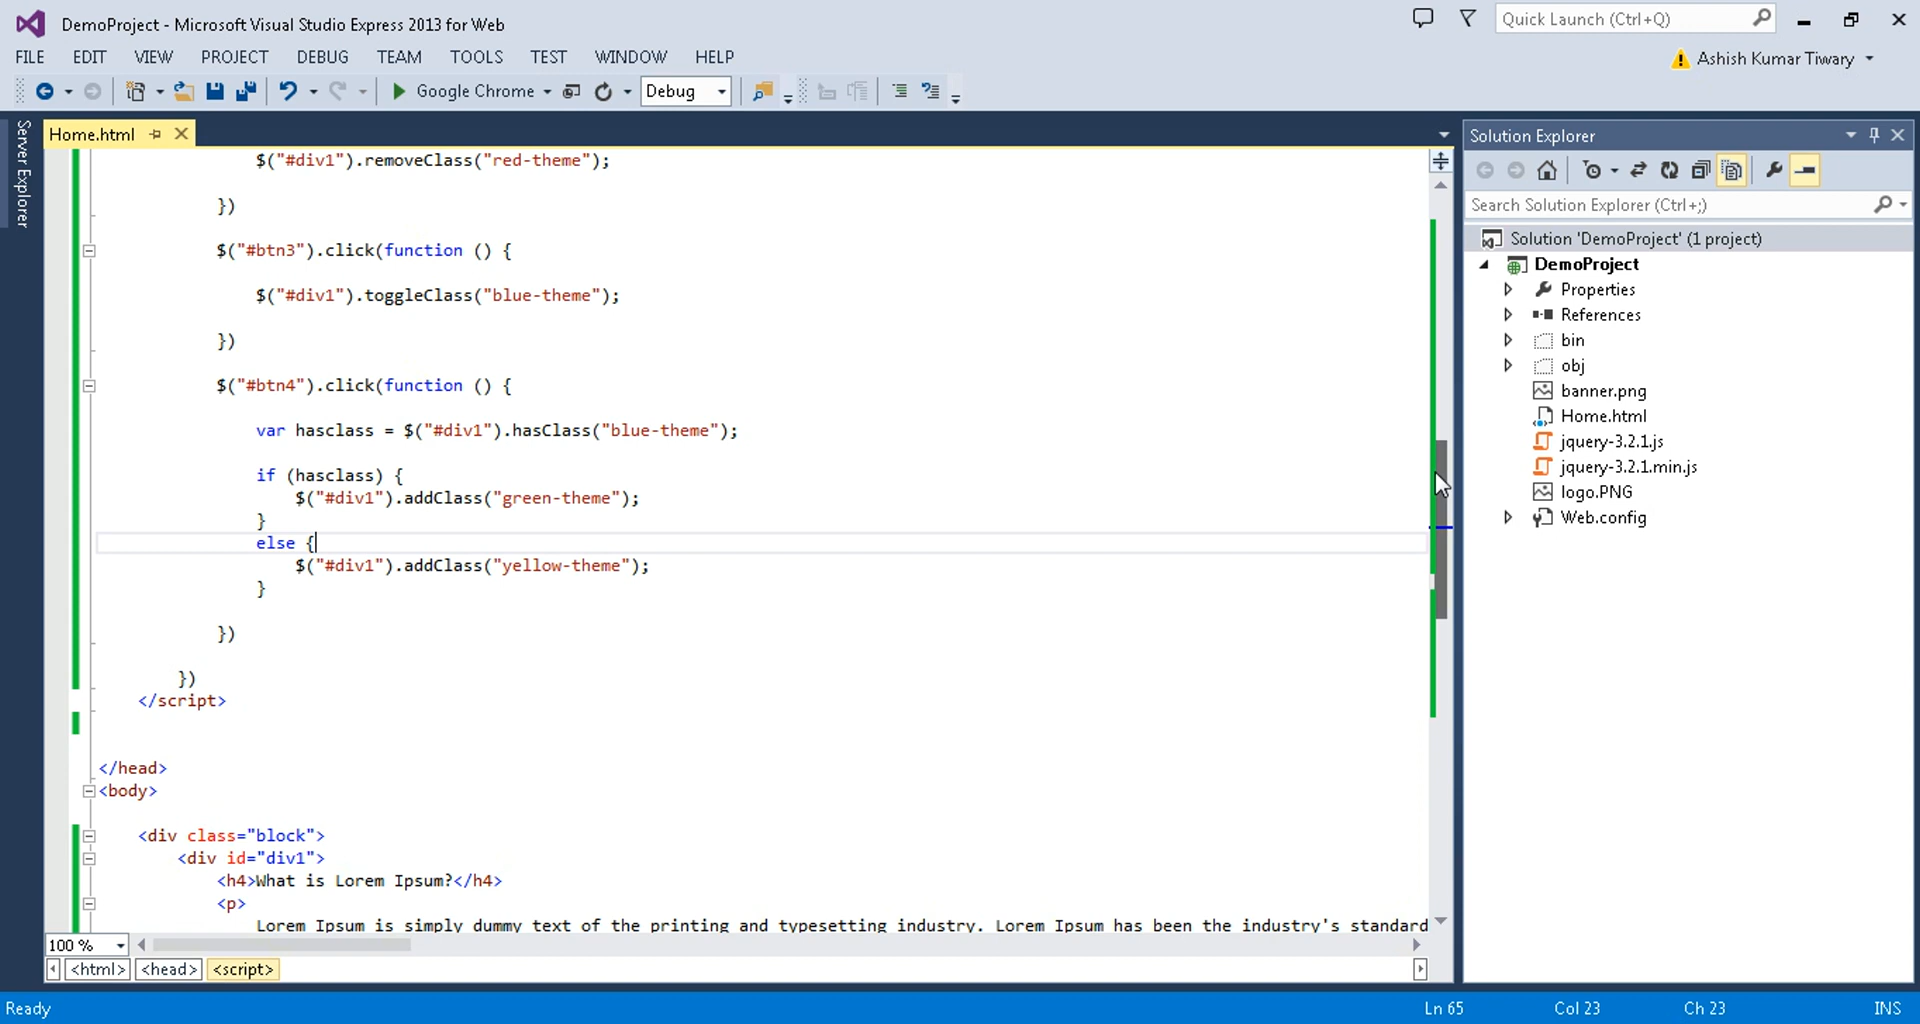 DemoProject - Microsoft Visual Studio Express 2013 for Web
Quick Launch (Ctrl+Q)
FILE EDIT VIEW PROJECT DEBUG TEAM TOOLS TEST WINDOW HELP
Ashish Kumar Tiwary
Google Chrome
Debug
Server Explorer
Home.html
$("#div1").removeClass("red-theme");
})
$("#btn3").click(function () {
$("#div1").toggleClass("blue-theme");
})
$("#btn4").click(function () {
var hasclass = $("#div1").hasClass("blue-theme");
if (hasclass) {
$("#div1").addClass("green-theme");
}
else {
$("#div1").addClass("yellow-theme");
}
})
})
</script>
</head>
<body>
<div class="block">
<div id="div1">
<h4>What is Lorem Ipsum?</h4>
<p>
Lorem Ipsum is simply dummy text of the printing and typesetting industry. Lorem Ipsum has been the industry's standard
100 %
<html> <head> <script>
Solution Explorer
Search Solution Explorer (Ctrl+;)
Solution 'DemoProject' (1 project)
DemoProject
Properties
References
bin
obj
banner.png
Home.html
jquery-3.2.1.js
jquery-3.2.1.min.js
logo.PNG
Web.config
Ready
Ln 65
Col 23
Ch 23
INS